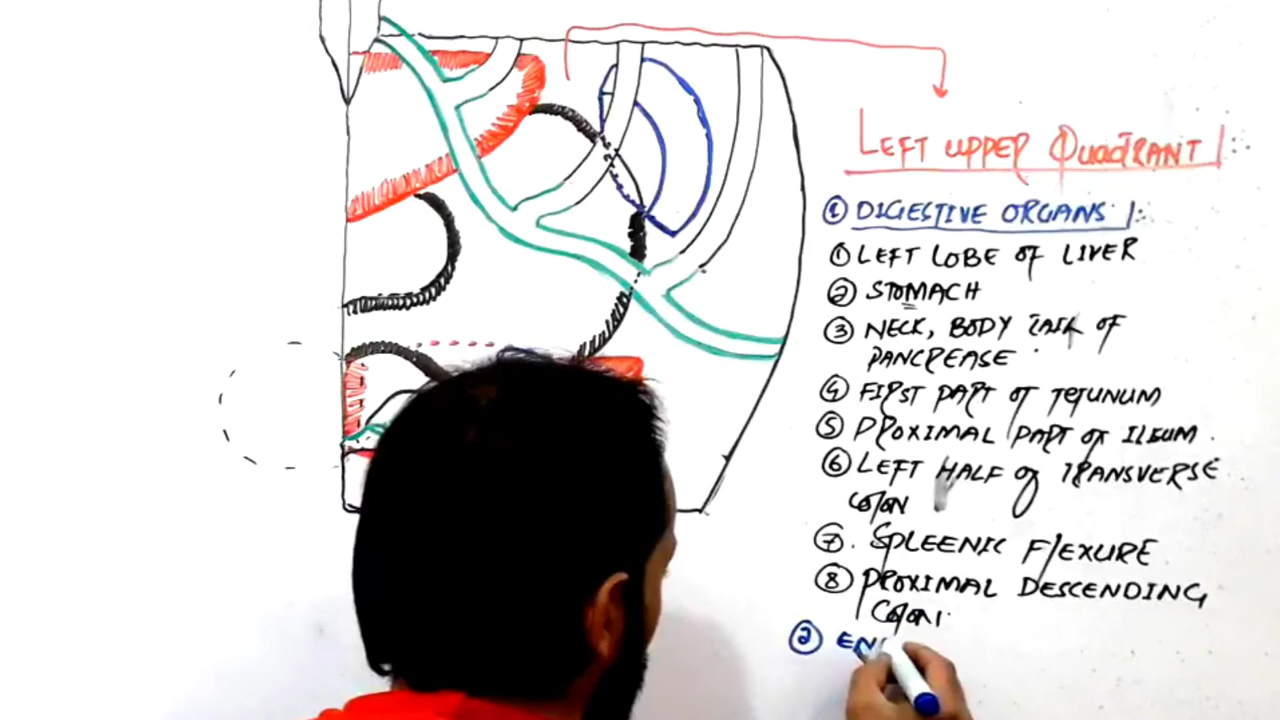 LEFT UPPER QUADRANT
① DIGESTIVE ORGANS
① LEFT LOBE OF LIVER
② STOMACH
③ NECK, BODY TAIL OF
PANCREASE
④ FIRST PART OF JEJUNUM
⑤ PROXIMAL PART OF ILEUM
⑥ LEFT HALF OF TRANSVERSE
COLON
⑦. SPLEENIC FLEXURE
⑧ PROXIMAL DESCENDING
COLON
② EN